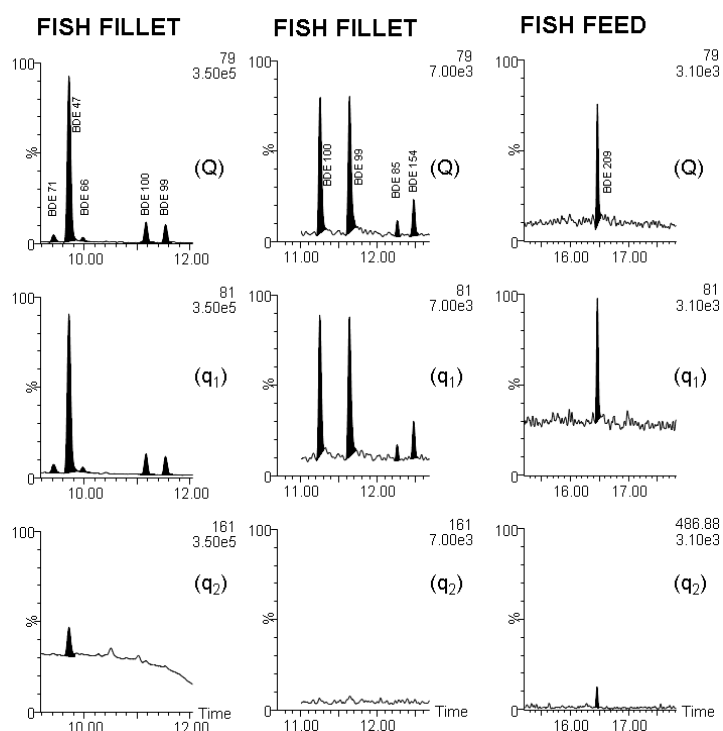 FISH FILLET
FISH FILLET
FISH FEED
79
3.50e5
100
%
0
BDE 71
BDE 47
BDE 66
BDE 100
BDE 99
(Q)
10.00
12.00
79
7.00e3
100
%
0
BDE 100
BDE 99
BDE 85
BDE 154
(Q)
11.00
12.00
79
3.10e3
100
%
0
BDE 209
(Q)
16.00
17.00
81
3.50e5
100
%
0
(q1)
10.00
12.00
81
7.00e3
100
%
0
(q1)
11.00
12.00
81
3.10e3
100
%
0
(q1)
16.00
17.00
161
3.50e5
100
%
0
(q2)
Time
10.00
12.00
161
7.00e3
100
%
0
(q2)
Time
11.00
12.00
486.88
3.10e3
100
%
0
(q2)
Time
16.00
17.00